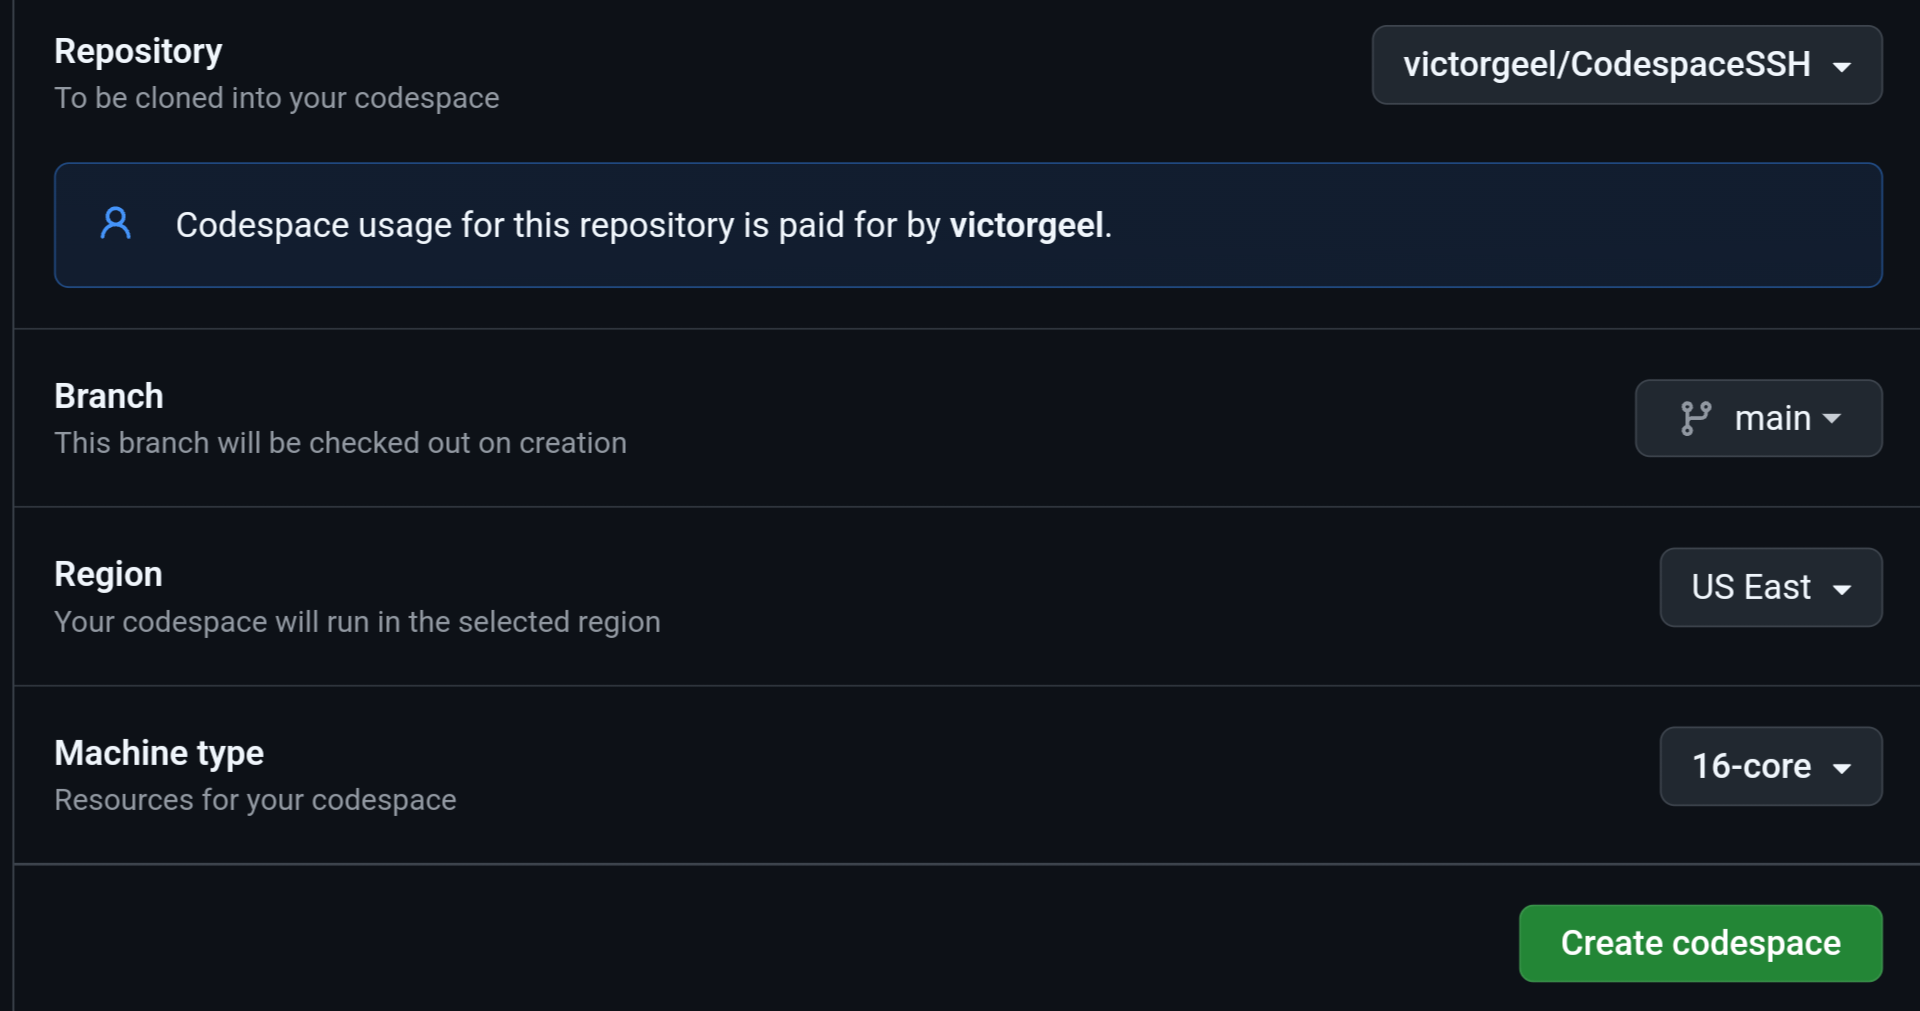 Repository
victorgeel/CodespaceSSH
To be cloned into your codespace
Codespace usage for this repository is paid for by victorgeel.
Branch
main
This branch will be checked out on creation
Region
US East
Your codespace will run in the selected region
Machine type
16-core
Resources for your codespace
Create codespace